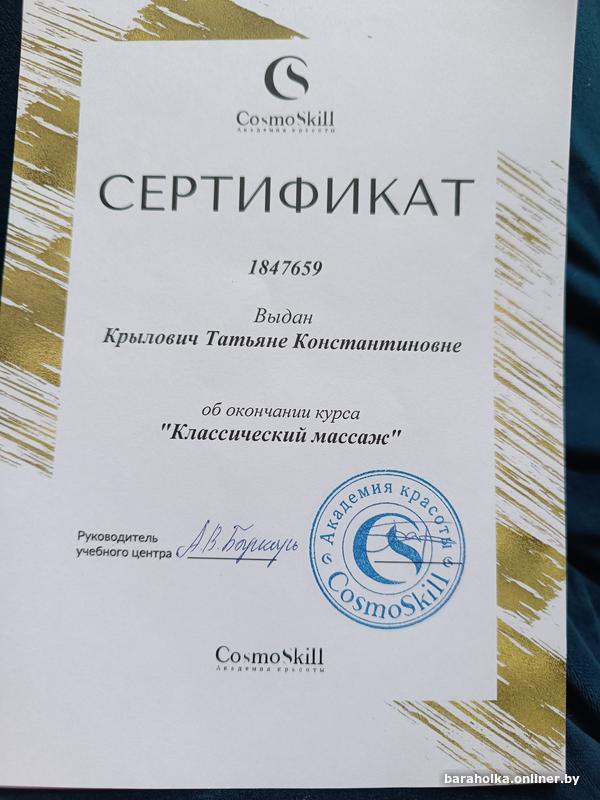 CosmoSkill
Академия красоты
СЕРТИФИКАТ
1847659
Выдан
Крылович Татьяне Константиновне
об окончании курса
"Классический массаж"
Руководитель
учебного центра
А.В.
Академия красоты
CosmoSkill
CosmoSkill
Академия красоты
baraholka.onliner.by